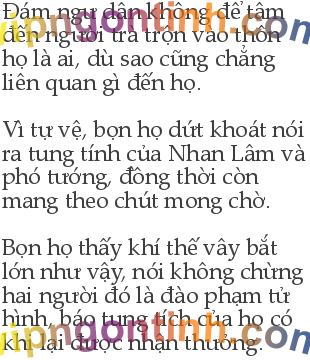 Đám ngư dân không để tâm
đến người trà trộn vào thôn
họ là ai, dù sao cũng chẳng
liên quan gì đến họ.
Vì tự vệ, bọn họ dứt khoát nói
ra tung tính của Nhan Lâm và
phó tướng, đồng thời còn
mang theo chút mong chờ.
Bọn họ thấy khí thế vây bắt
lớn như vậy, nói không chừng
hai người đó là đào phạm tử
hình, báo tung tích của họ có
khi lại được nhận thưởng.
vipngontinh.com
vipngontinh.com